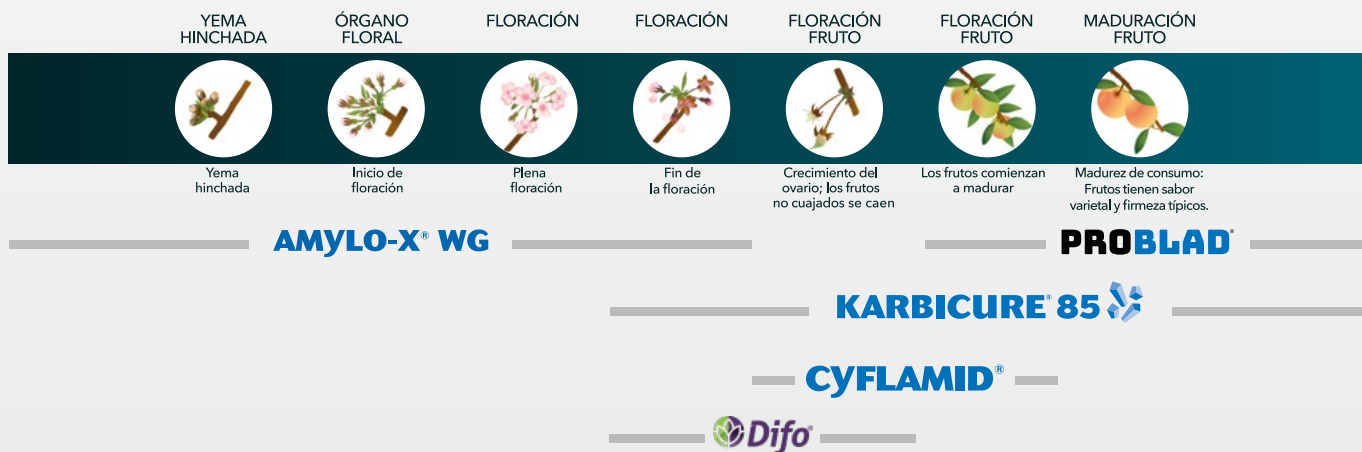 YEMA
HINCHADA
ÓRGANO
FLORAL
FLORACIÓN
FLORACIÓN
FLORACIÓN
FRUTO
FLORACIÓN
FRUTO
MADURACIÓN
FRUTO
Yema
hinchada
Inicio de
floración
Plena
floración
Fin de
la floración
Crecimiento del
ovario; los frutos
no cuajados se caen
Los frutos comienzan
a madurar
Madurez de consumo:
Frutos tienen sabor
varietal y firmeza típicos.
AMYLO-X® WG
PROBLAD®
KARBICURE® 85
CYFLAMID®
Difo®